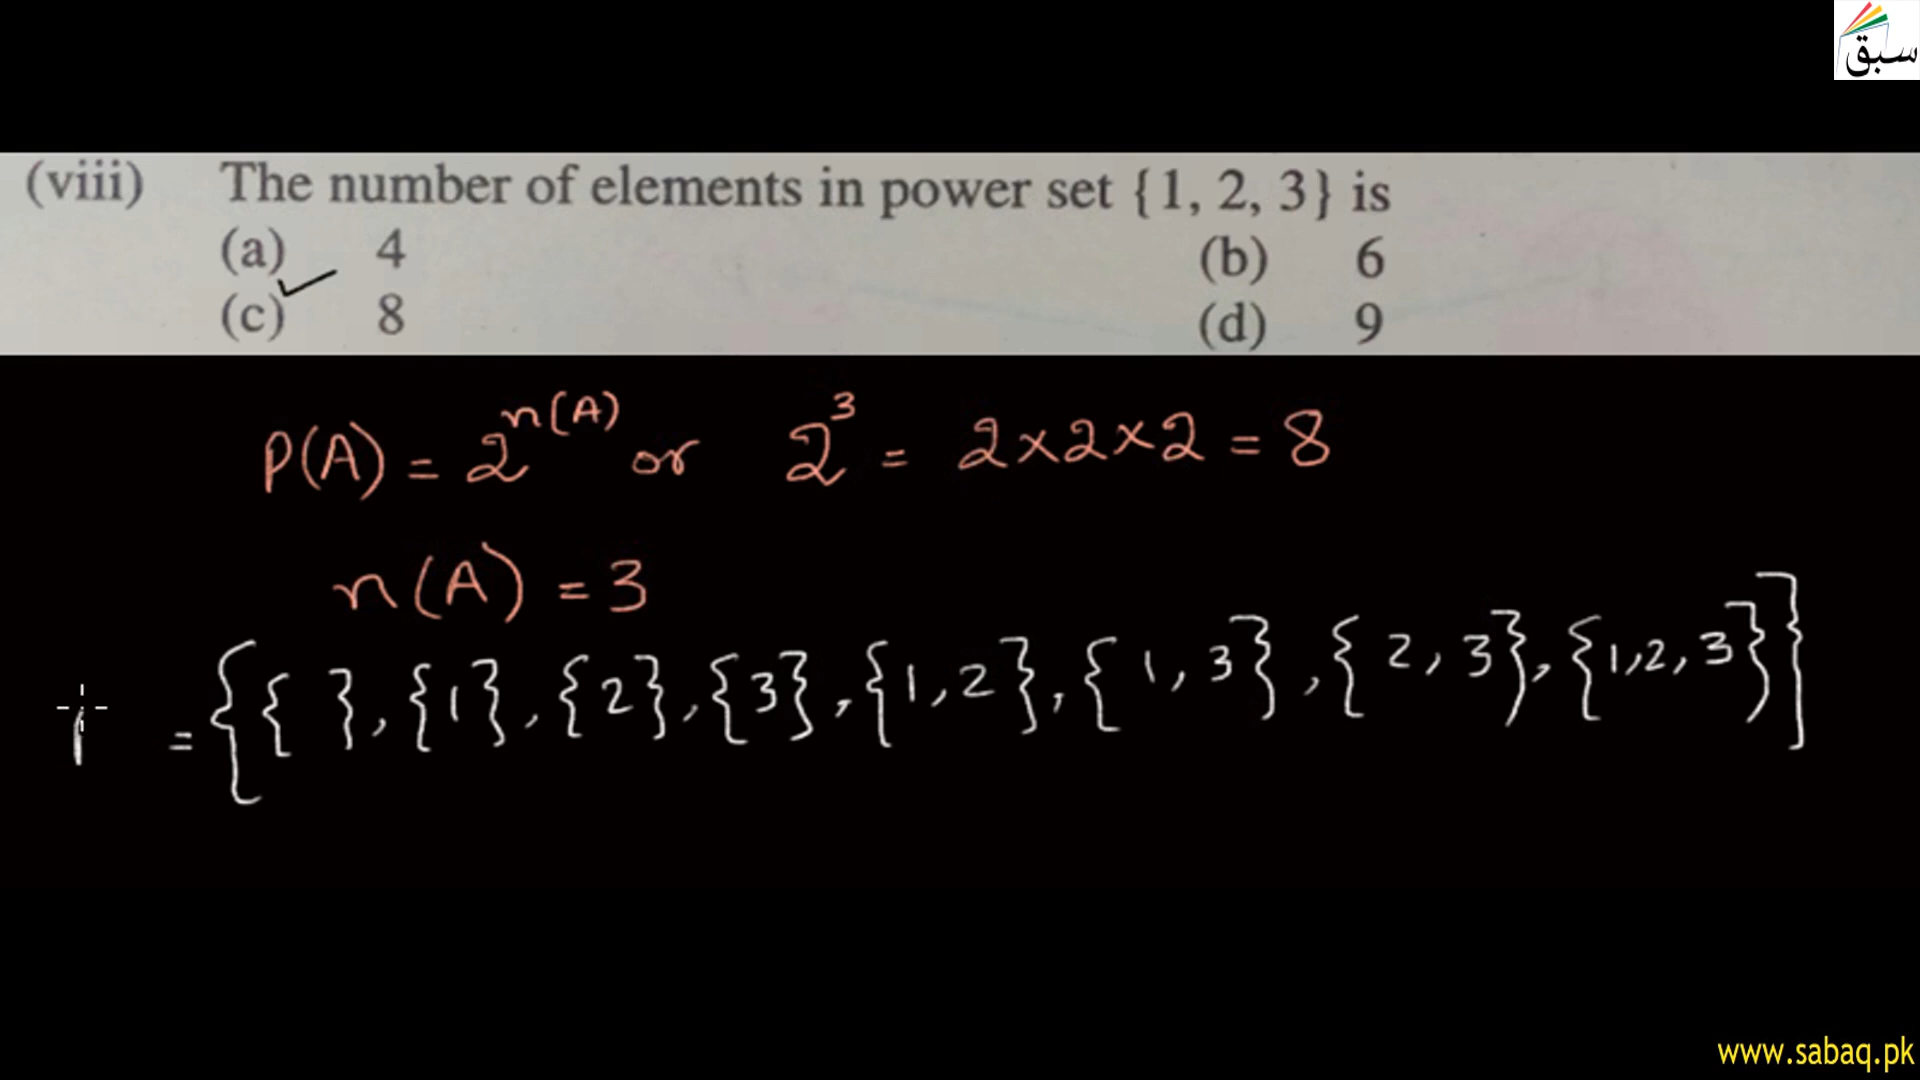 سبق
(viii) The number of elements in power set {1, 2, 3} is
(a) 4 (b) 6
(c) 8 (d) 9
P(A) = 2^n(A) or 2^3 = 2×2×2 = 8
n(A) = 3
= {{ }, {1}, {2}, {3}, {1,2}, {1,3}, {2,3}, {1,2,3}}
www.sabaq.pk